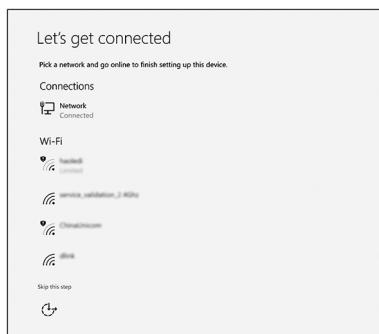 Let's get connected
Pick a network and go online to finish setting up this device.
Connections
Network
Connected
Wi-Fi
Limited
service_validation_2.4Ghz
ChinaUnicom
dlink
Skip this step